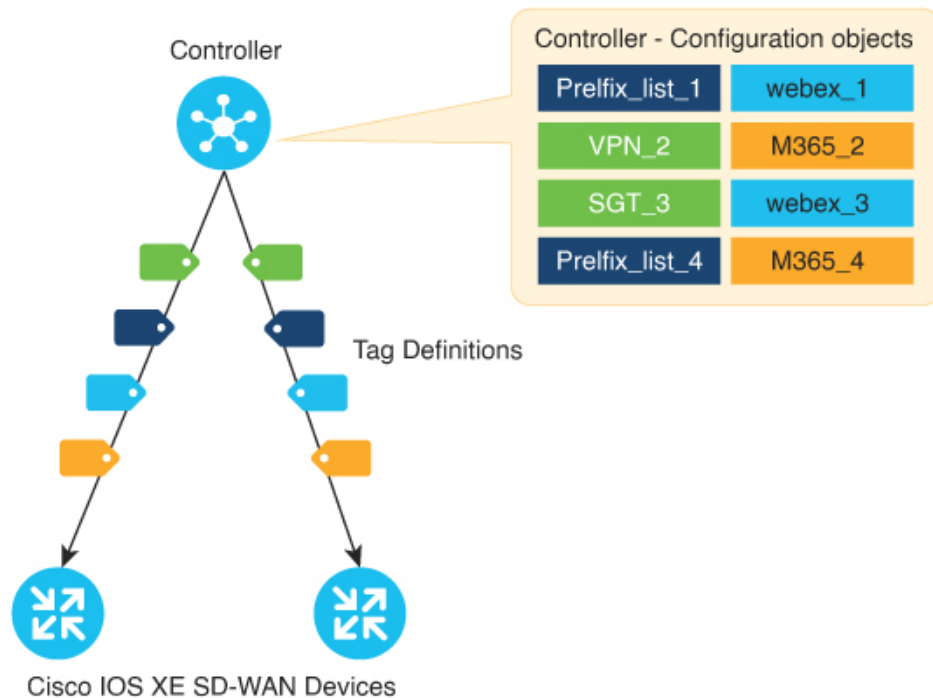 Controller
Controller - Configuration objects
Prelfix_list_1 webex_1
VPN_2 M365_2
SGT_3 webex_3
Prelfix_list_4 M365_4
Tag Definitions
Cisco IOS XE SD-WAN Devices